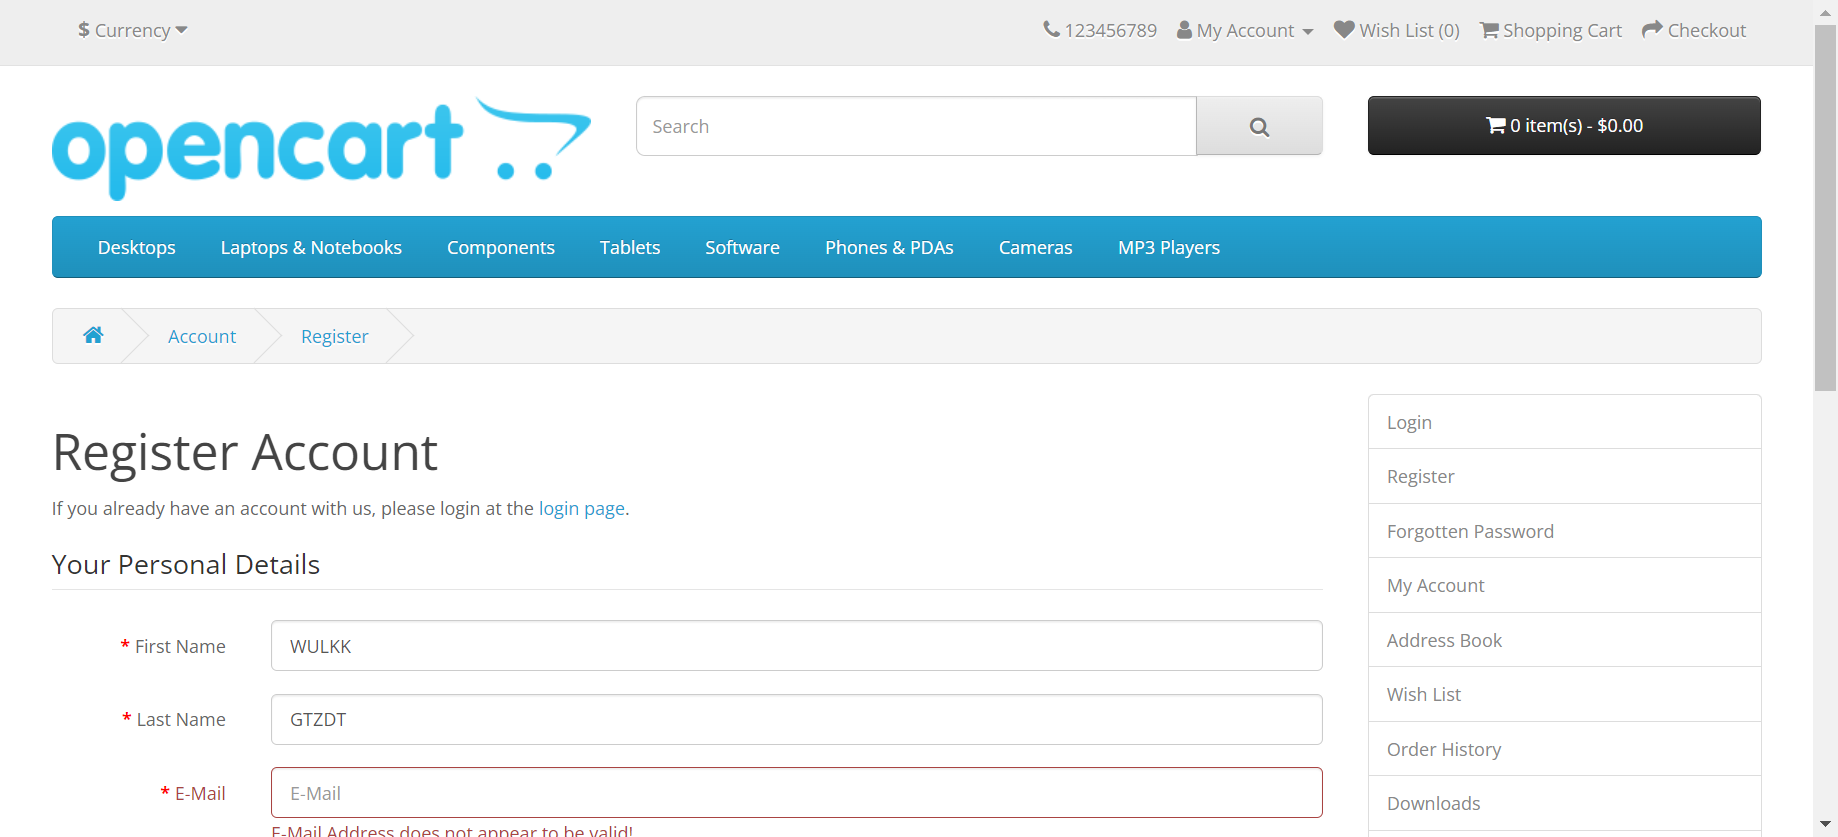 $ Currency
123456789 My Account Wish List (0) Shopping Cart Checkout
opencart
Search
0 item(s) - $0.00
Desktops Laptops & Notebooks Components Tablets Software Phones & PDAs Cameras MP3 Players
Account Register
Register Account
If you already have an account with us, please login at the login page.
Your Personal Details
* First Name WULKK
* Last Name GTZDT
* E-Mail E-Mail
E-Mail Address does not appear to be valid!
Login
Register
Forgotten Password
My Account
Address Book
Wish List
Order History
Downloads